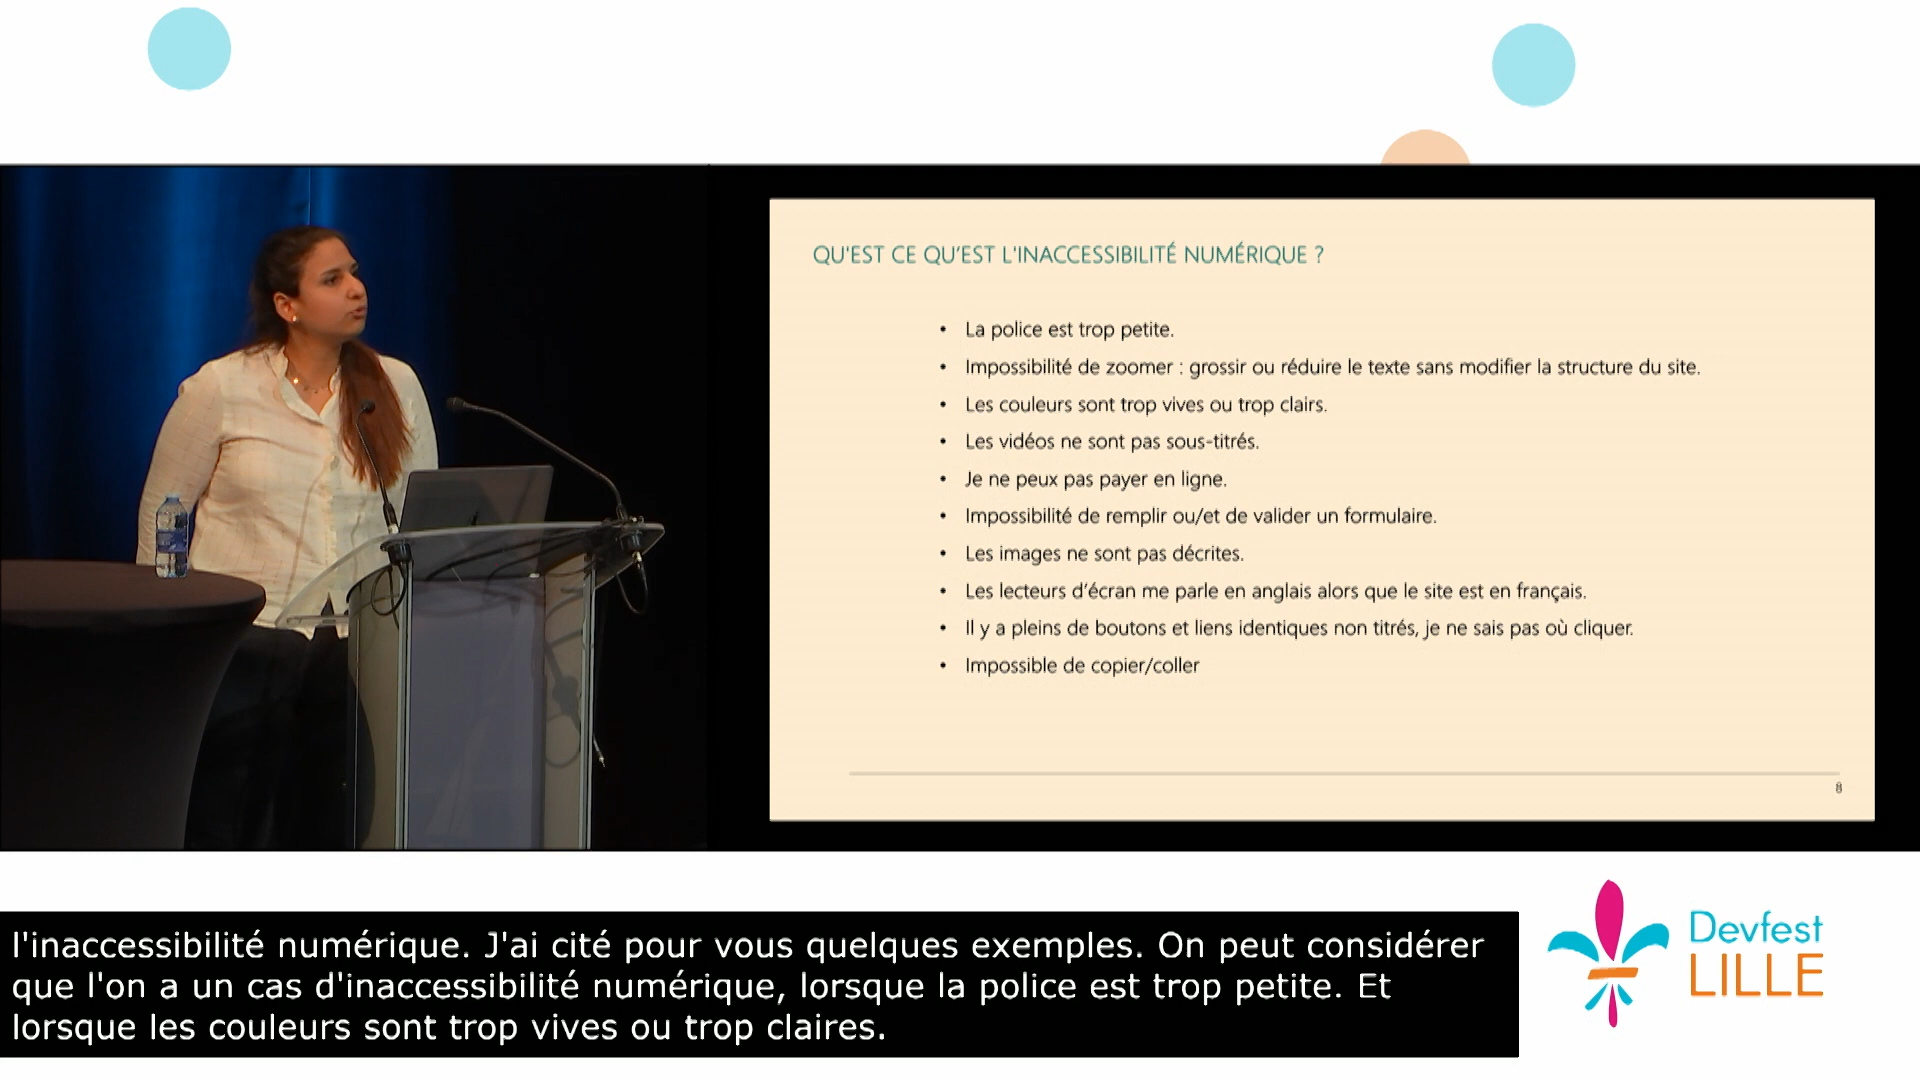 QU'EST CE QU’EST L'INACCESSIBILITÉ NUMÉRIQUE ?
• La police est trop petite.
• Impossibilité de zoomer : grossir ou réduire le texte sans modifier la structure du site.
• Les couleurs sont trop vives ou trop clairs.
• Les vidéos ne sont pas sous-titrés.
• Je ne peux pas payer en ligne.
• Impossibilité de remplir ou/et de valider un formulaire.
• Les images ne sont pas décrites.
• Les lecteurs d’écran me parle en anglais alors que le site est en français.
• Il y a pleins de boutons et liens identiques non titrés, je ne sais pas où cliquer.
• Impossible de copier/coller
8
l'inaccessibilité numérique. J'ai cité pour vous quelques exemples. On peut considérer
que l'on a un cas d'inaccessibilité numérique, lorsque la police est trop petite. Et
lorsque les couleurs sont trop vives ou trop claires.
Devfest
LILLE